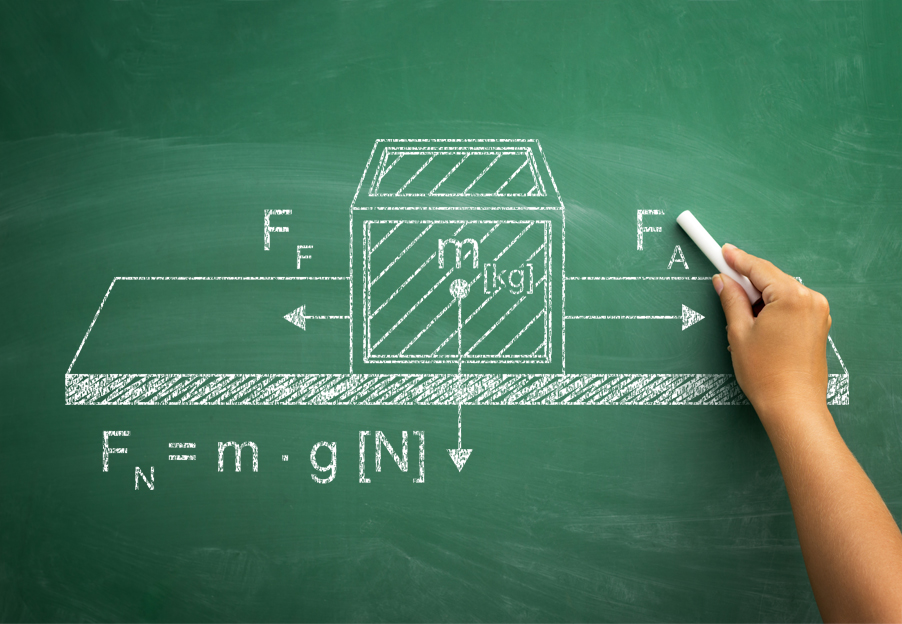 F_F
F_A
m [kg]
F_N = m · g [N]